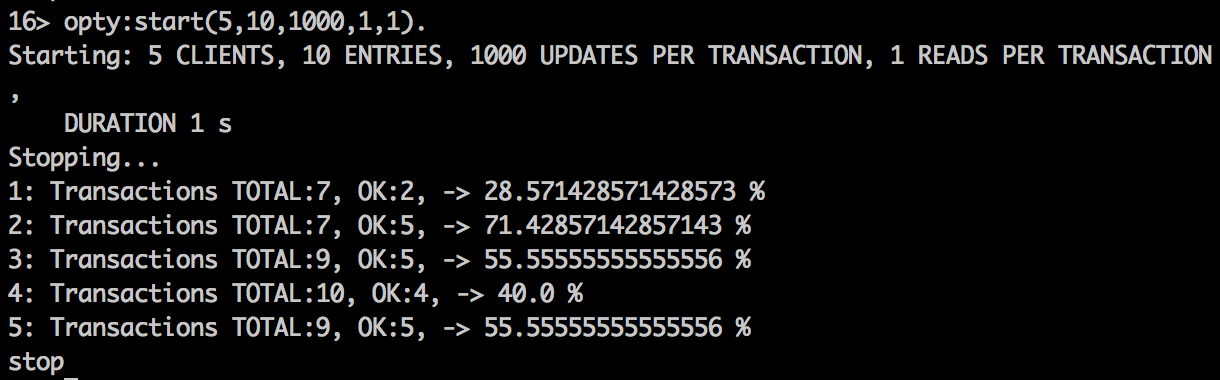 16> opty:start(5,10,1000,1,1).
Starting: 5 CLIENTS, 10 ENTRIES, 1000 UPDATES PER TRANSACTION, 1 READS PER TRANSACTION
,
    DURATION 1 s
Stopping...
1: Transactions TOTAL:7, OK:2, -> 28.571428571428573 %
2: Transactions TOTAL:7, OK:5, -> 71.42857142857143 %
3: Transactions TOTAL:9, OK:5, -> 55.55555555555556 %
4: Transactions TOTAL:10, OK:4, -> 40.0 %
5: Transactions TOTAL:9, OK:5, -> 55.55555555555556 %
stop